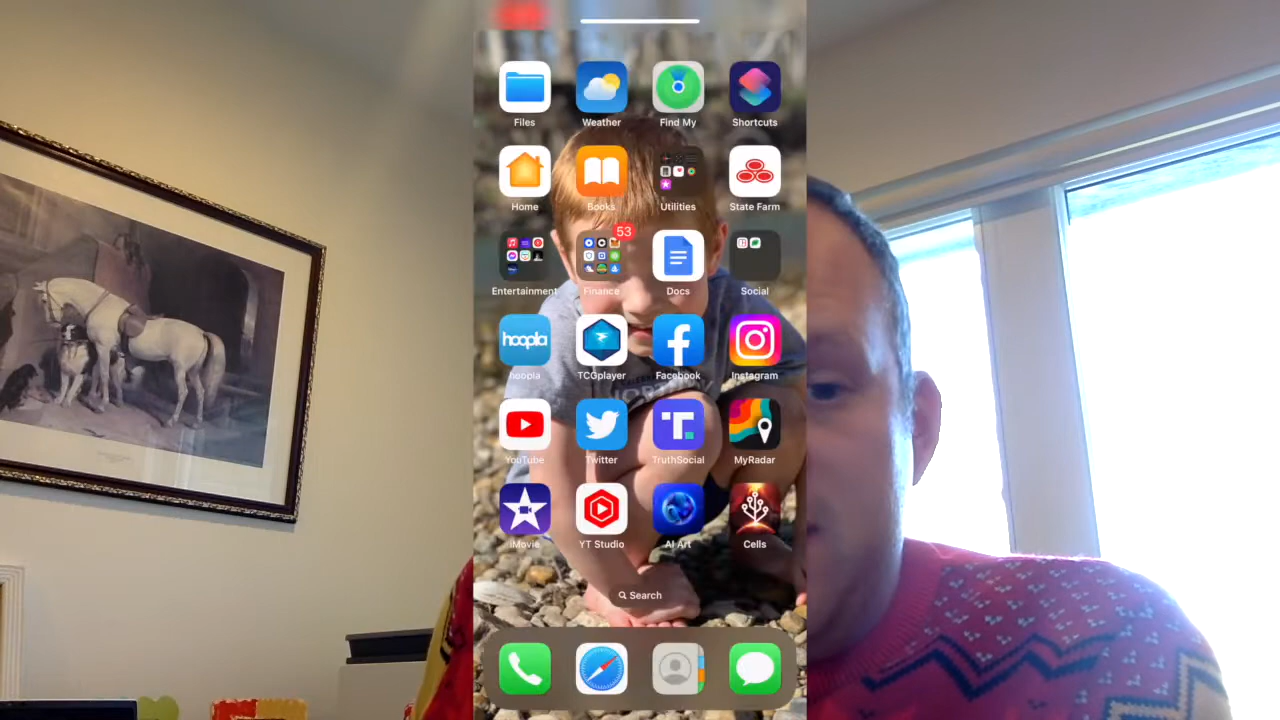 Files Weather Find My Shortcuts
Home Books Utilities State Farm
53
Entertainment Finance Docs Social
hoopla
hoopla TCGplayer Facebook Instagram
YouTube Twitter TruthSocial MyRadar
iMovie YT Studio AI Art Cells
Search